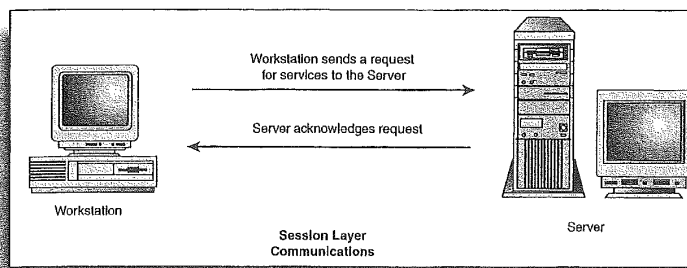 Workstation sends a request
for services to the Server
Server acknowledges request
Workstation
Server
Session Layer
Communications